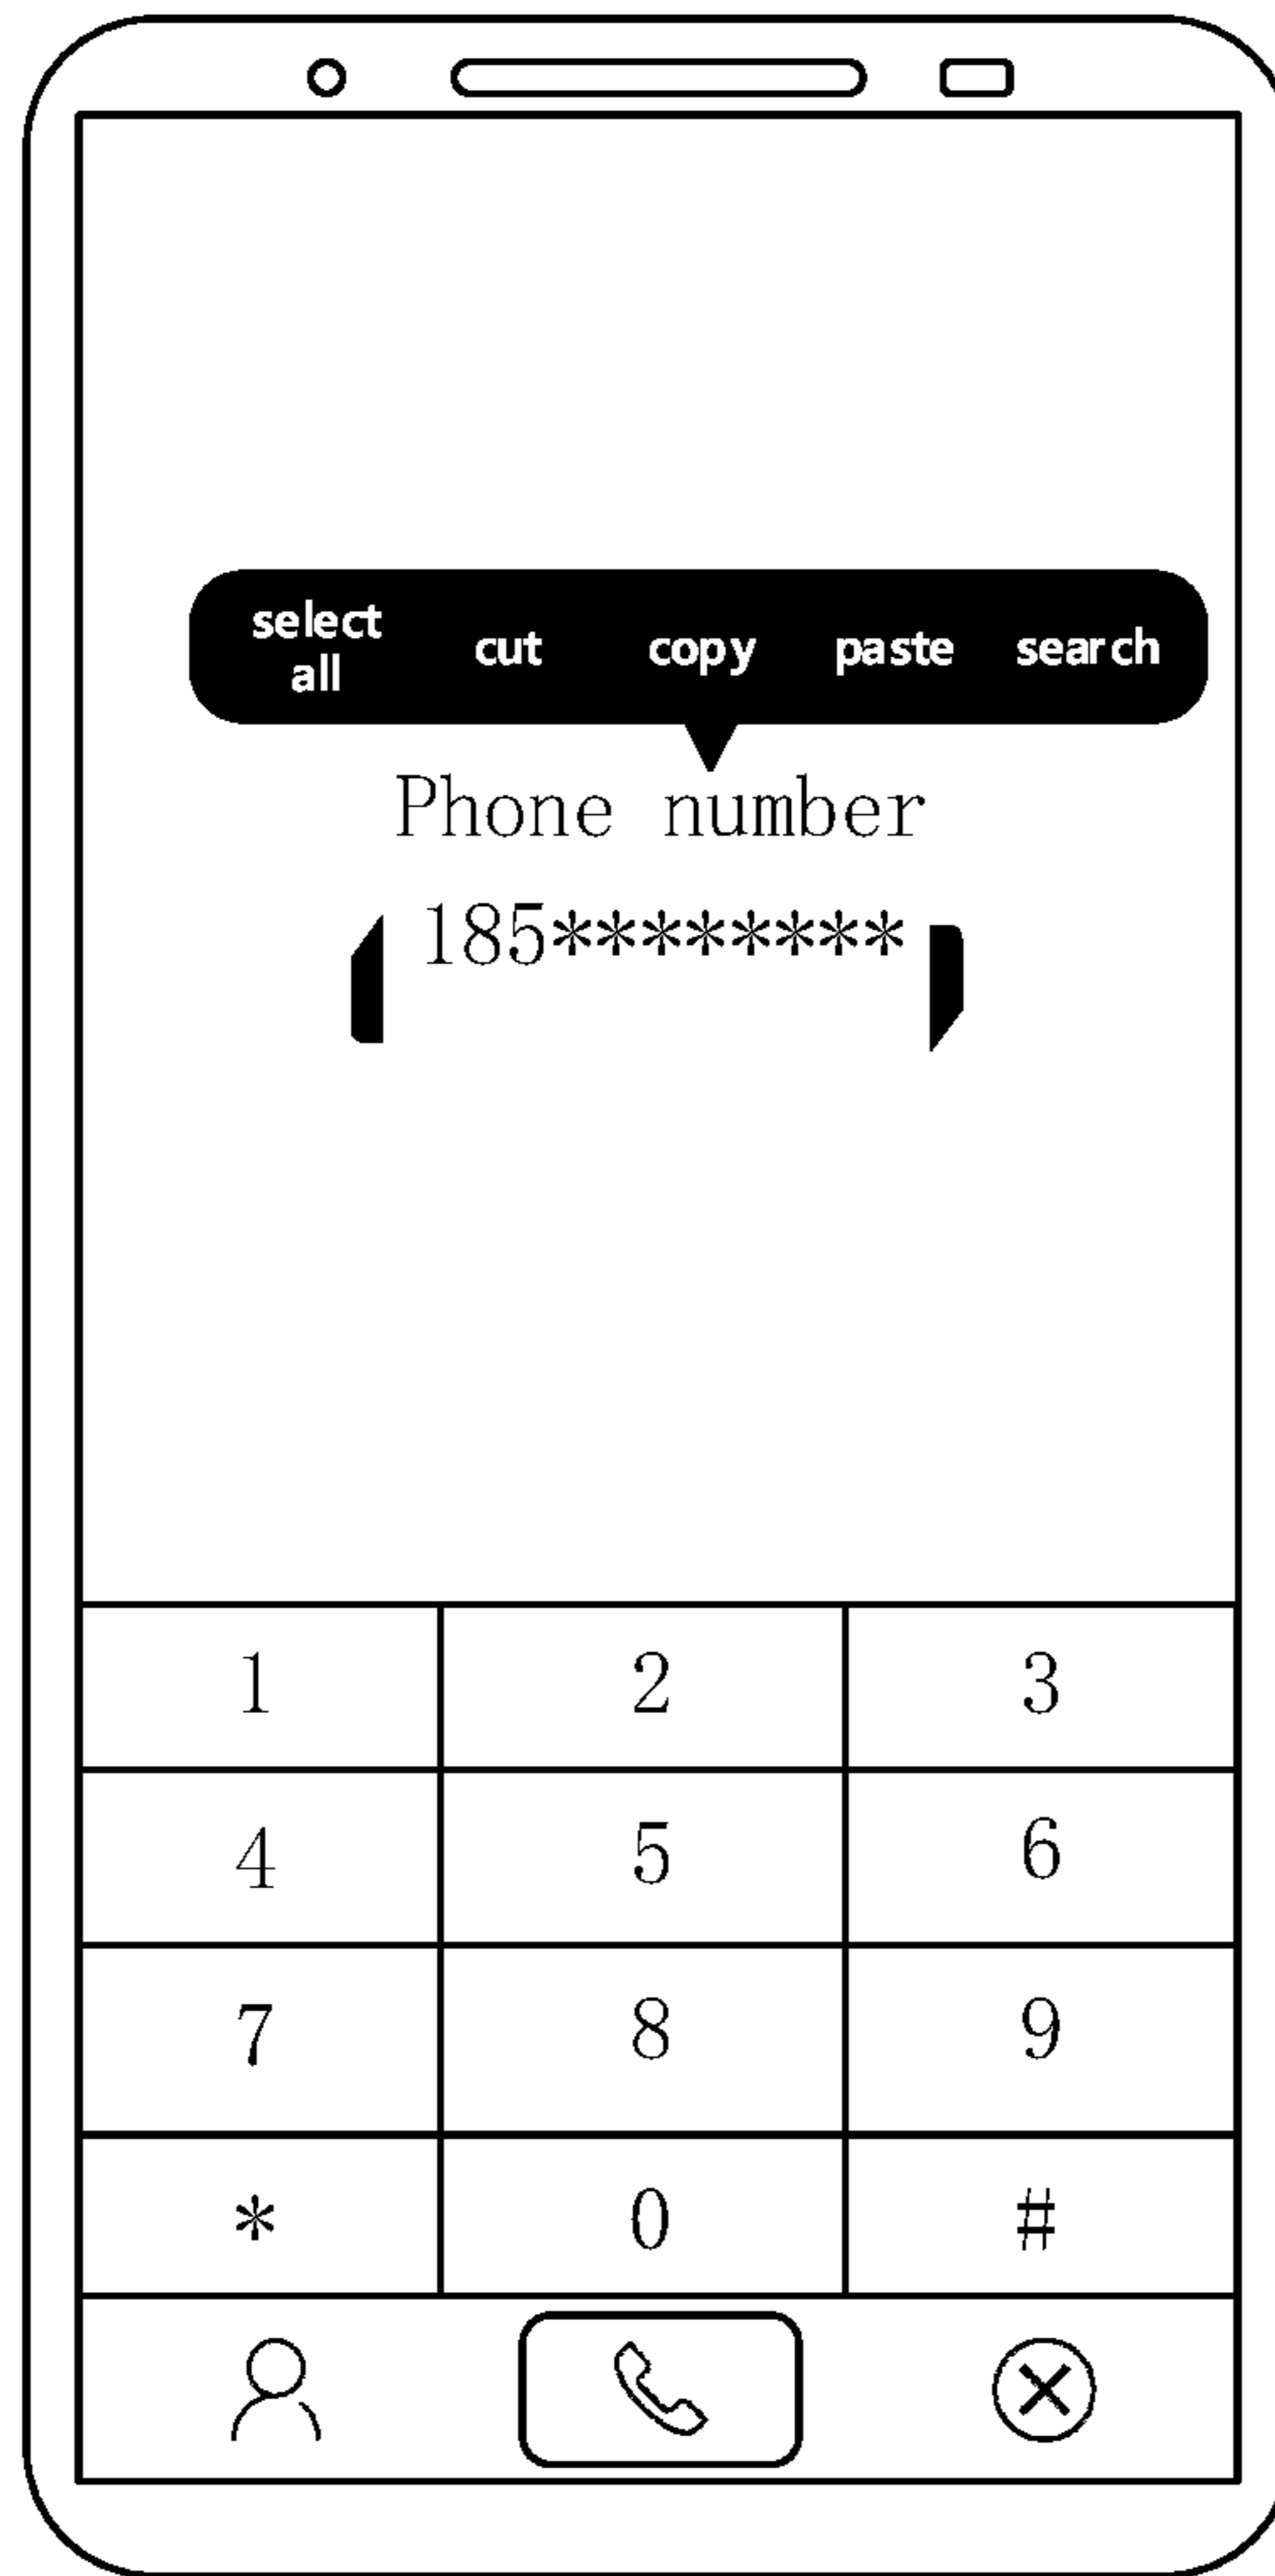 select all cut copy paste search
Phone number
185********
1 2 3
4 5 6
7 8 9
* 0 #